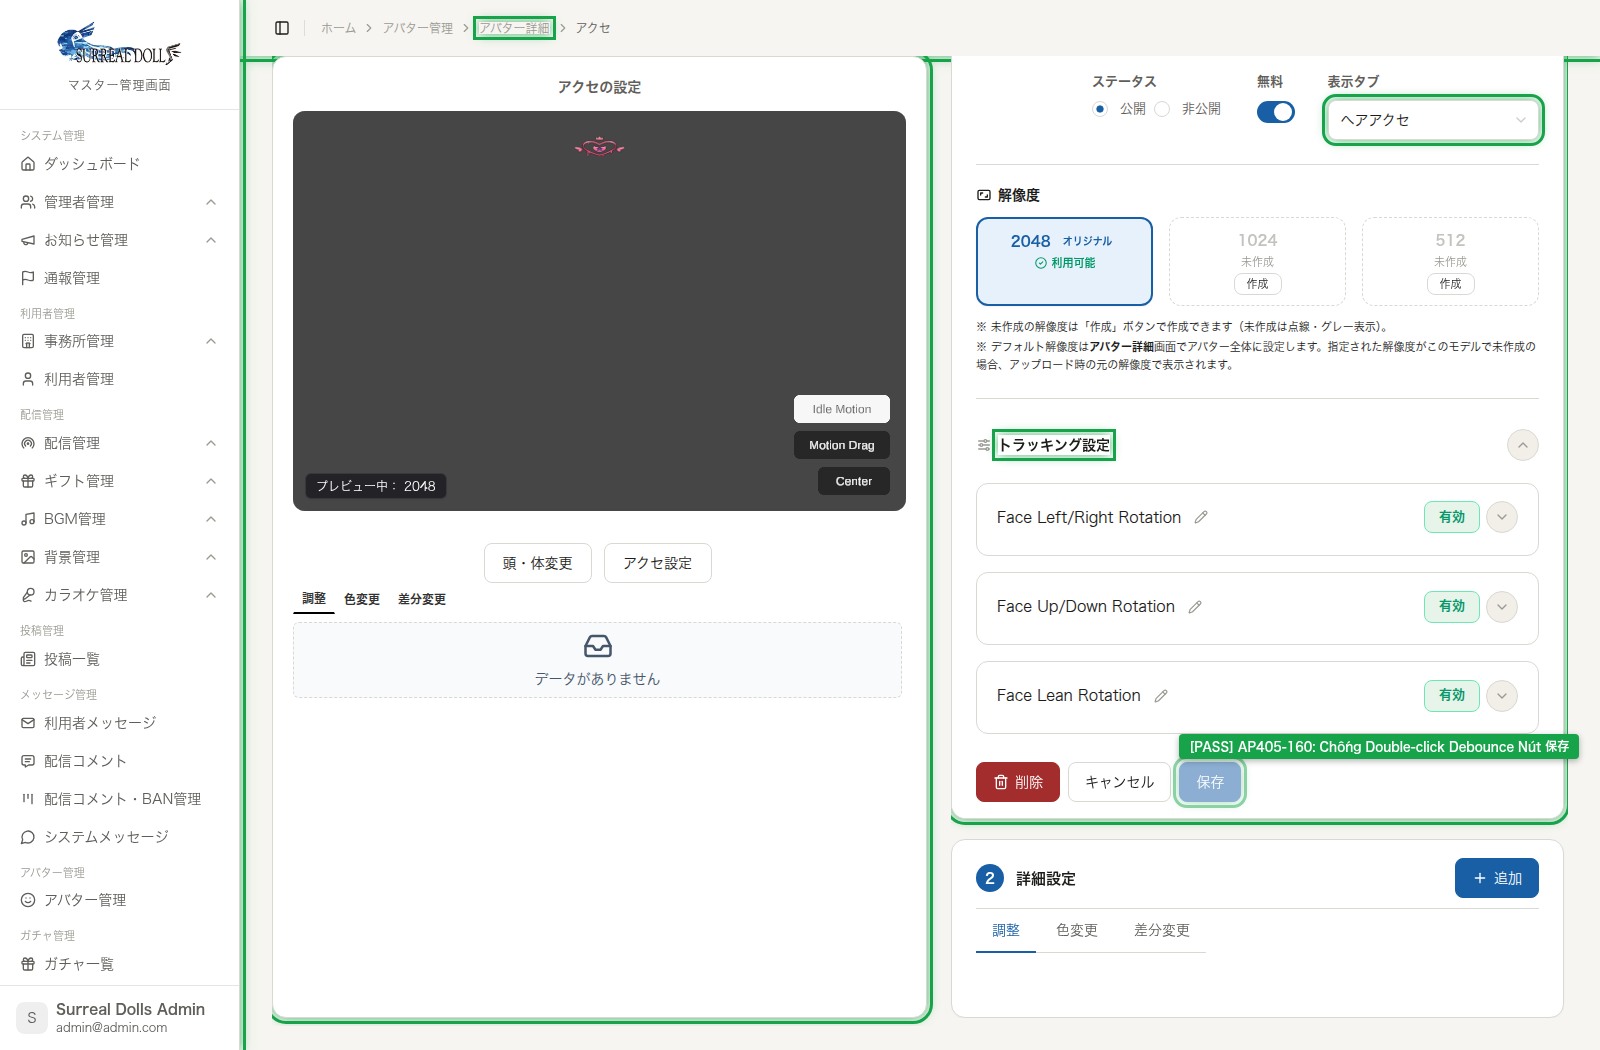 SURREAL DOLL
マスター管理画面
システム管理
ダッシュボード
管理者管理
お知らせ管理
通報管理
利用者管理
事務所管理
利用者管理
配信管理
配信管理
ギフト管理
BGM管理
背景管理
カラオケ管理
投稿管理
投稿一覧
メッセージ管理
利用者メッセージ
配信コメント
配信コメント・BAN管理
システムメッセージ
アバター管理
アバター管理
ガチャ管理
ガチャ一覧
S
Surreal Dolls Admin
admin@admin.com
ホーム > アバター管理 > アバター詳細 > アクセ
アクセの設定
Idle Motion
Motion Drag
Center
プレビュー中： 2048
頭・体変更 アクセ設定
調整 色変更 差分変更
データがありません
ステータス 無料 表示タブ
公開 非公開 ヘアアクセ
解像度
2048 オリジナル
利用可能
1024
未作成
作成
512
未作成
作成
※ 未作成の解像度は「作成」ボタンで作成できます（未作成は点線・グレー表示）。
※ デフォルト解像度はアバター詳細画面でアバター全体に設定します。指定された解像度がこのモデルで未作成の
場合、アップロード時の元の解像度で表示されます。
トラッキング設定
Face Left/Right Rotation 有効
Face Up/Down Rotation 有効
Face Lean Rotation 有効
[PASS] AP405-160: Chống Double-click Debounce Nút 保存
削除 キャンセル 保存
2 詳細設定 + 追加
調整 色変更 差分変更